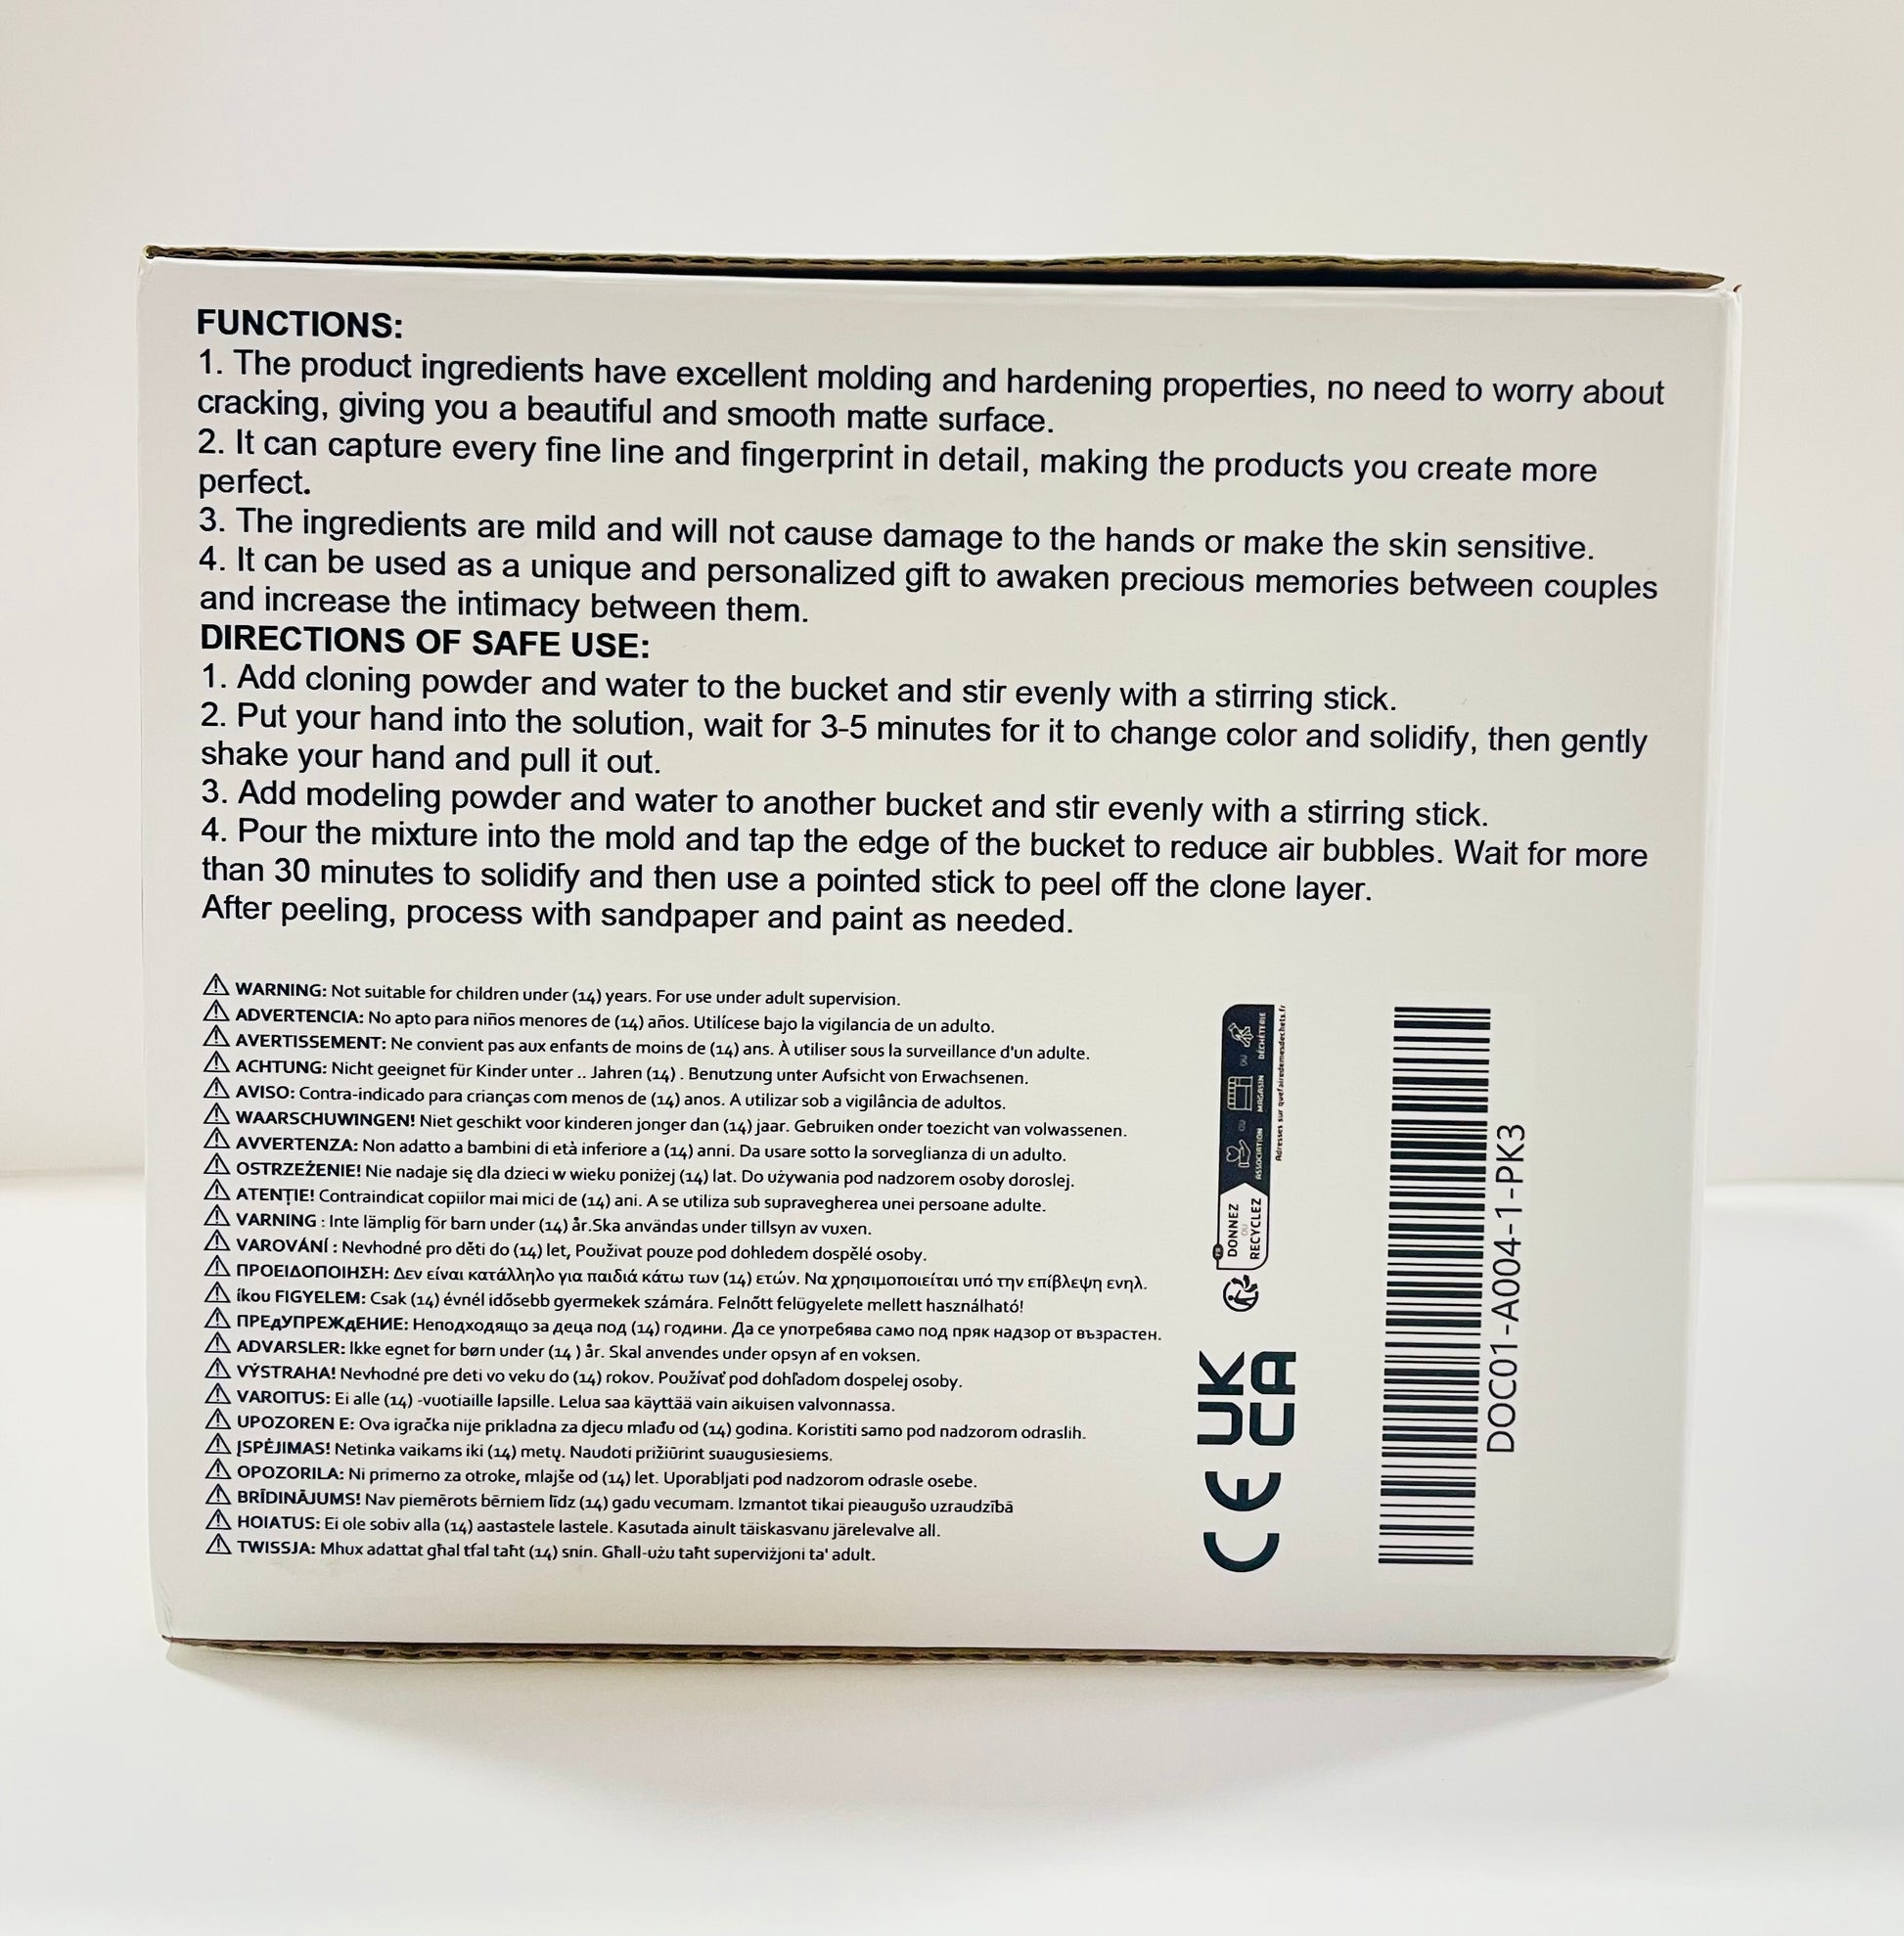 FUNCTIONS:
1. The product ingredients have excellent molding and hardening properties, no need to worry about
cracking, giving you a beautiful and smooth matte surface.
2. It can capture every fine line and fingerprint in detail, making the products you create more
perfect.
3. The ingredients are mild and will not cause damage to the hands or make the skin sensitive.
4. It can be used as a unique and personalized gift to awaken precious memories between couples
and increase the intimacy between them.
DIRECTIONS OF SAFE USE:
1. Add cloning powder and water to the bucket and stir evenly with a stirring stick.
2. Put your hand into the solution, wait for 3-5 minutes for it to change color and solidify, then gently
shake your hand and pull it out.
3. Add modeling powder and water to another bucket and stir evenly with a stirring stick.
4. Pour the mixture into the mold and tap the edge of the bucket to reduce air bubbles. Wait for more
than 30 minutes to solidify and then use a pointed stick to peel off the clone layer.
After peeling, process with sandpaper and paint as needed.
WARNING: Not suitable for children under (14) years. For use under adult supervision.
ADVERTENCIA: No apto para niños menores de (14) años. Utilícese bajo la vigilancia de un adulto.
AVERTISSEMENT: Ne convient pas aux enfants de moins de (14) ans. À utiliser sous la surveillance d'un adulte.
ACHTUNG: Nicht geeignet für Kinder unter .. Jahren (14) . Benutzung unter Aufsicht von Erwachsenen.
AVISO: Contra-indicado para crianças com menos de (14) anos. A utilizar sob a vigilância de adultos.
WAARSCHUWINGEN! Niet geschikt voor kinderen jonger dan (14) jaar. Gebruiken onder toezicht van volwassenen.
AVVERTENZA: Non adatto a bambini di età inferiore a (14) anni. Da usare sotto la sorveglianza di un adulto.
OSTRZEŻENIE! Nie nadaje się dla dzieci w wieku poniżej (14) lat. Do używania pod nadzorem osoby doroslej.
ATENȚIE! Contraindicat copiilor mai mici de (14) ani. A se utiliza sub supravegherea unei persoane adulte.
VARNING : Inte lämplig för barn under (14) år.Ska användas under tillsyn av vuxen.
VAROVÁNÍ : Nevhodné pro děti do (14) let, Používat pouze pod dohledem dospělé osoby.
ΠΡΟΕΙΔΟΠΟΙΗΣΗ: Δεν είναι κατάλληλο για παιδιά κάτω των (14) ετών. Να χρησιμοποιείται υπό την επίβλεψη ενηλ.
íkou FIGYELEM: Csak (14) évnél idősebb gyermekek számára. Felnőtt felügyelete mellett használható!
ПРЕдУПРЕЖдЕНИЕ: Неподходящо за деца под (14) години. Да се употребява само под пряк надзор от възрастен.
ADVARSLER: Ikke egnet for børn under (14 ) år. Skal anvendes under opsyn af en voksen.
VÝSTRAHA! Nevhodné pre deti vo veku do (14) rokov. Používať pod dohľadom dospelej osoby.
VAROITUS: Ei alle (14) -vuotiaille lapsille. Lelua saa käyttää vain aikuisen valvonnassa.
UPOZOREN E: Ova igračka nije prikladna za djecu mlađu od (14) godina. Koristiti samo pod nadzorom odraslih.
ĮSPĖJIMAS! Netinka vaikams iki (14) metų. Naudoti prižiūrint suaugusiesiems.
OPOZORILA: Ni primerno za otroke, mlajše od (14) let. Uporabljati pod nadzorom odrasle osebe.
BRĪDINĀJUMS! Nav piemērots bērniem līdz (14) gadu vecumam. Izmantot tikai pieaugušo uzraudzībā
HOIATUS: Ei ole sobiv alla (14) aastastele lastele. Kasutada ainult täiskasvanu järelevalve all.
TWISSJA: Mhux adattat għal tfal taħt (14) snin. Għall-użu taħt superviżjoni ta' adult.
CE
UK
CA
FR
DONNEZ
OU
RECYCLEZ
ASSOCIATION OU MAGASIN OU DÉCHÈTERIE
Adresses sur quefairedemesdechets.fr
DOC01-A004-1-PK3